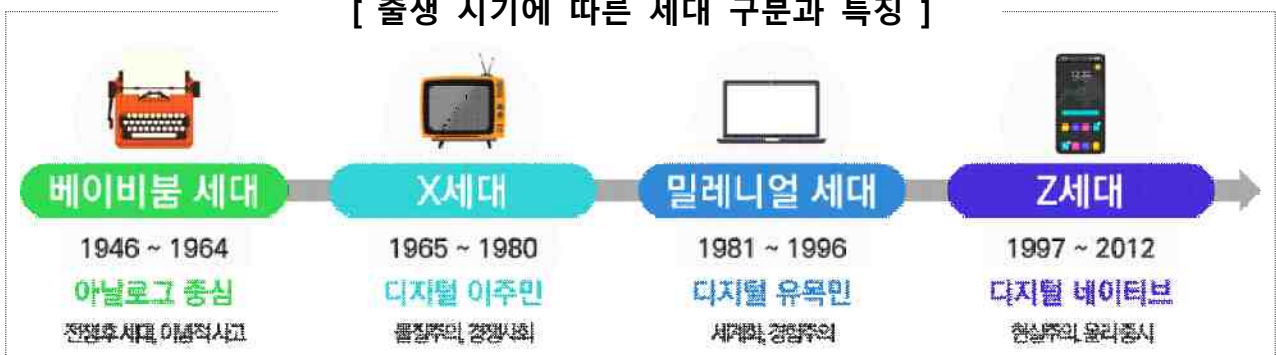 [ 출생 시기에 따른 세대 구분과 특징 ]
베이비붐 세대
1946 ~ 1964
아날로그 중심
전쟁후세대, 이념적사고
X세대
1965 ~ 1980
디지털 이주민
물질주의, 경쟁사회
밀레니얼 세대
1981 ~ 1996
디지털 유목민
세계화, 경험주의
Z세대
1997 ~ 2012
디지털 네이티브
현실주의, 윤리중시